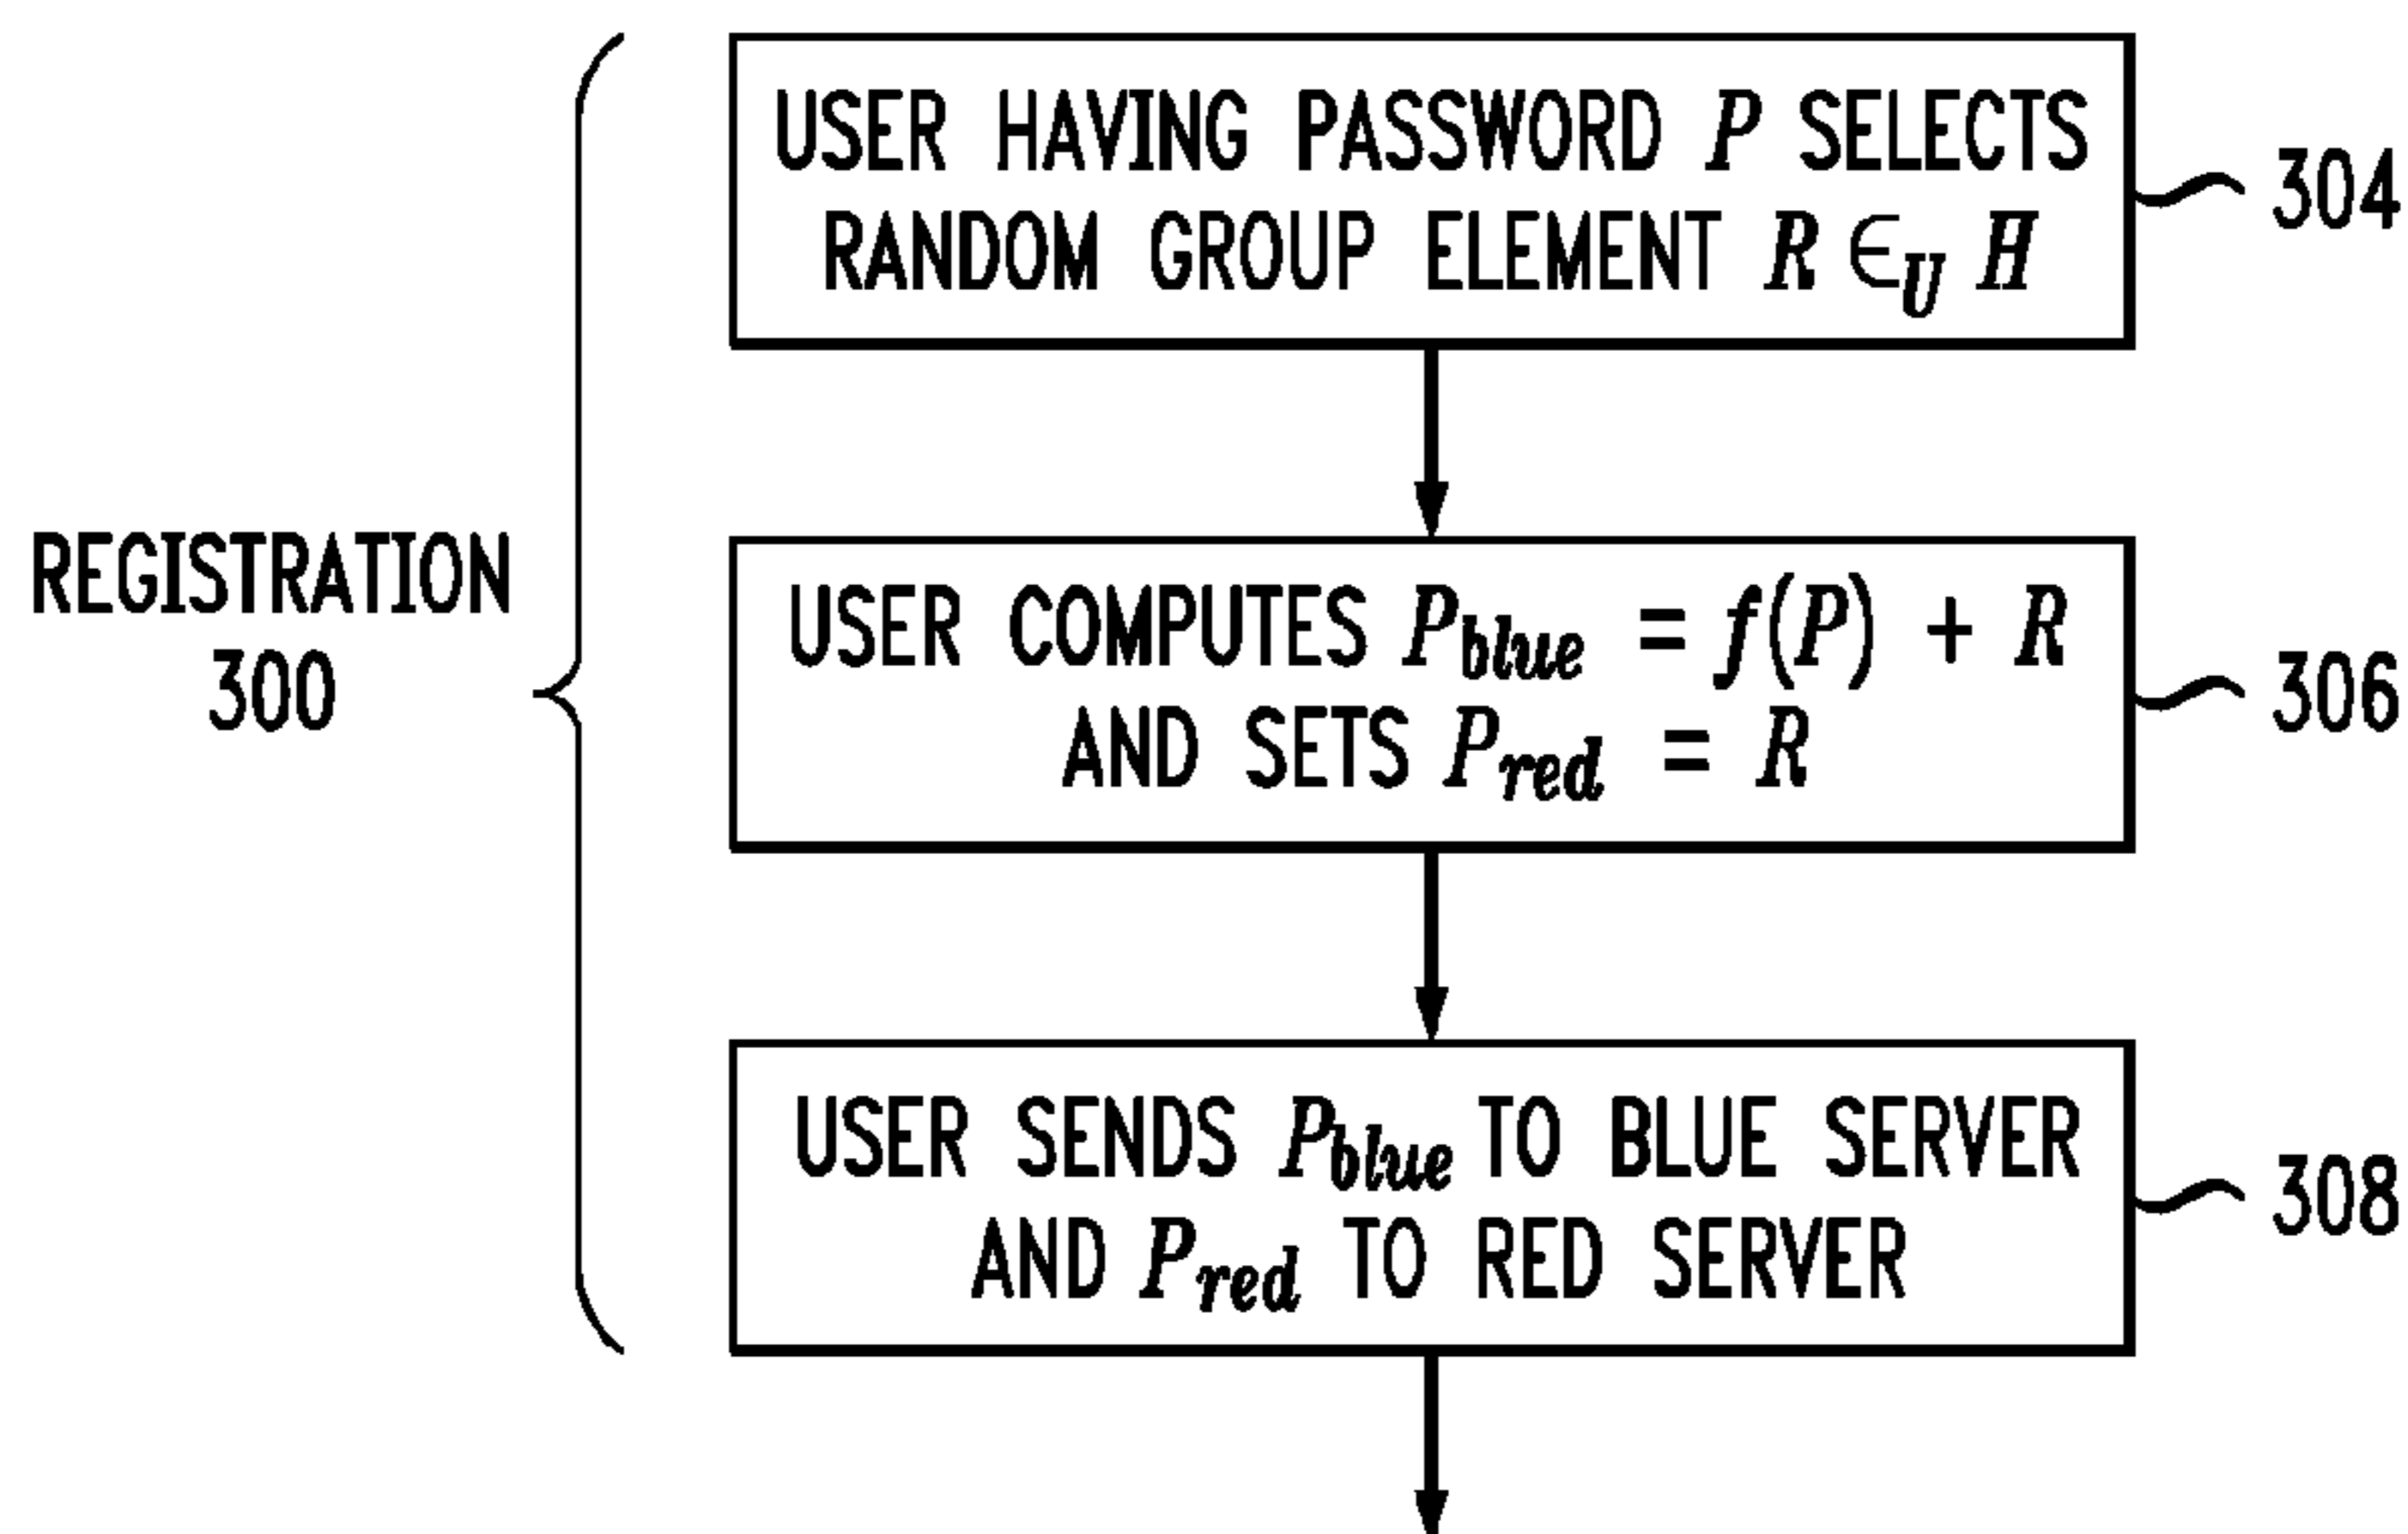 USER HAVING PASSWORD P SELECTS
RANDOM GROUP ELEMENT R ∈U H
304
REGISTRATION
300
USER COMPUTES Pblue = f(P) + R
AND SETS Pred = R
306
USER SENDS Pblue TO BLUE SERVER
AND Pred TO RED SERVER
308